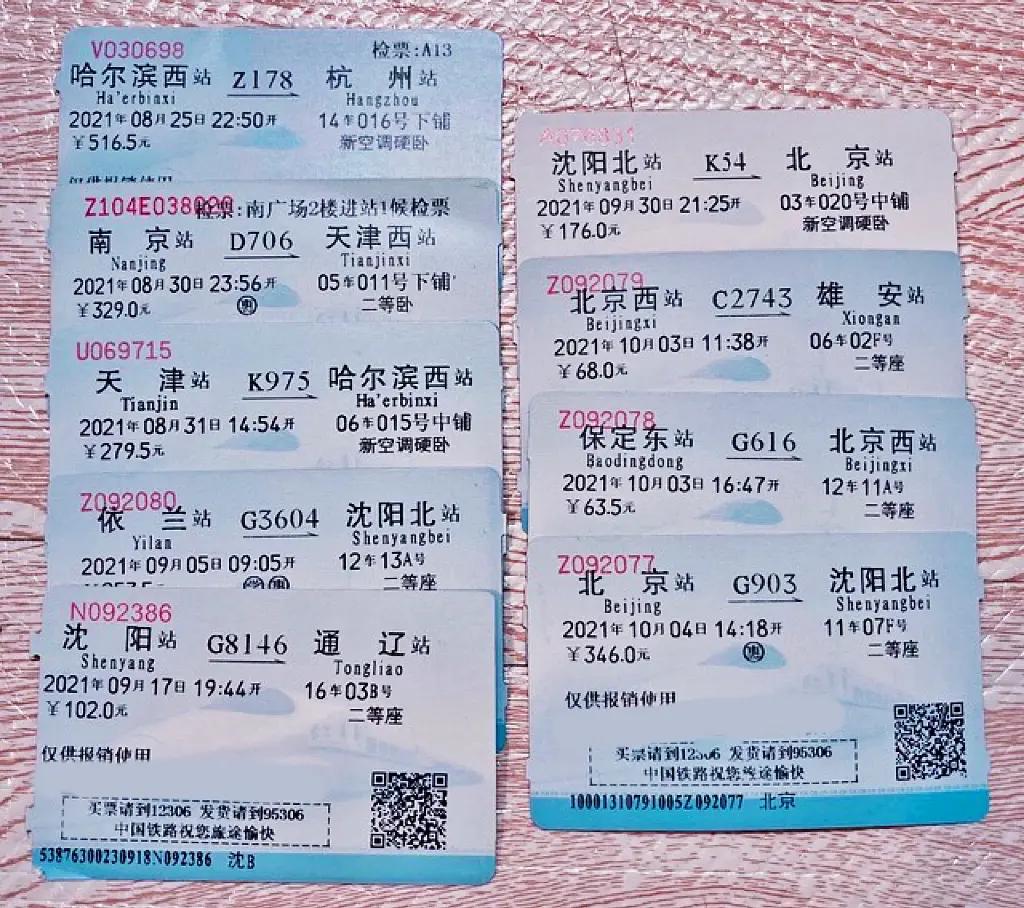 V030698 检票:A13
哈尔滨西站 Z178 杭州站
Ha'erbinxi Hangzhou
2021年08月25日 22:50开 14车016号下铺
¥516.5元 新空调硬卧
仅供报销使用
Z104E038020 检票:南广场2楼进站1候检票
南京站 D706 天津西站
Nanjing Tianjinxi
2021年08月30日 23:56开 05车011号下铺
¥329.0元 惠 二等卧
U069715
天津站 K975 哈尔滨西站
Tianjin Ha'erbinxi
2021年08月31日 14:54开 06车015号中铺
¥279.5元 新空调硬卧
Z092080
依兰站 G3604 沈阳北站
Yilan Shenyangbei
2021年09月05日 09:05开 12车13A号
二等座
N092386
沈阳站 G8146 通辽站
Shenyang Tongliao
2021年09月17日 19:44开 16车03B号
¥102.0元 二等座
仅供报销使用
买票请到12306 发货请到95306
中国铁路祝您旅途愉快
53876300230918N092386 沈B
沈阳北站 K54 北京站
Shenyangbei Beijing
2021年09月30日 21:25开 03车020号中铺
¥176.0元 新空调硬卧
Z092079
北京西站 C2743 雄安站
Beijingxi Xiongan
2021年10月03日 11:38开 06车02F号
¥68.0元 二等座
Z092078
保定东站 G616 北京西站
Baodingdong Beijingxi
2021年10月03日 16:47开 12车11A号
¥63.5元 二等座
Z092077
北京站 G903 沈阳北站
Beijing Shenyangbei
2021年10月04日 14:18开 11车07F号
¥346.0元 惠 二等座
仅供报销使用
买票请到12306 发货请到95306
中国铁路祝您旅途愉快
10001310791005Z092077 北京